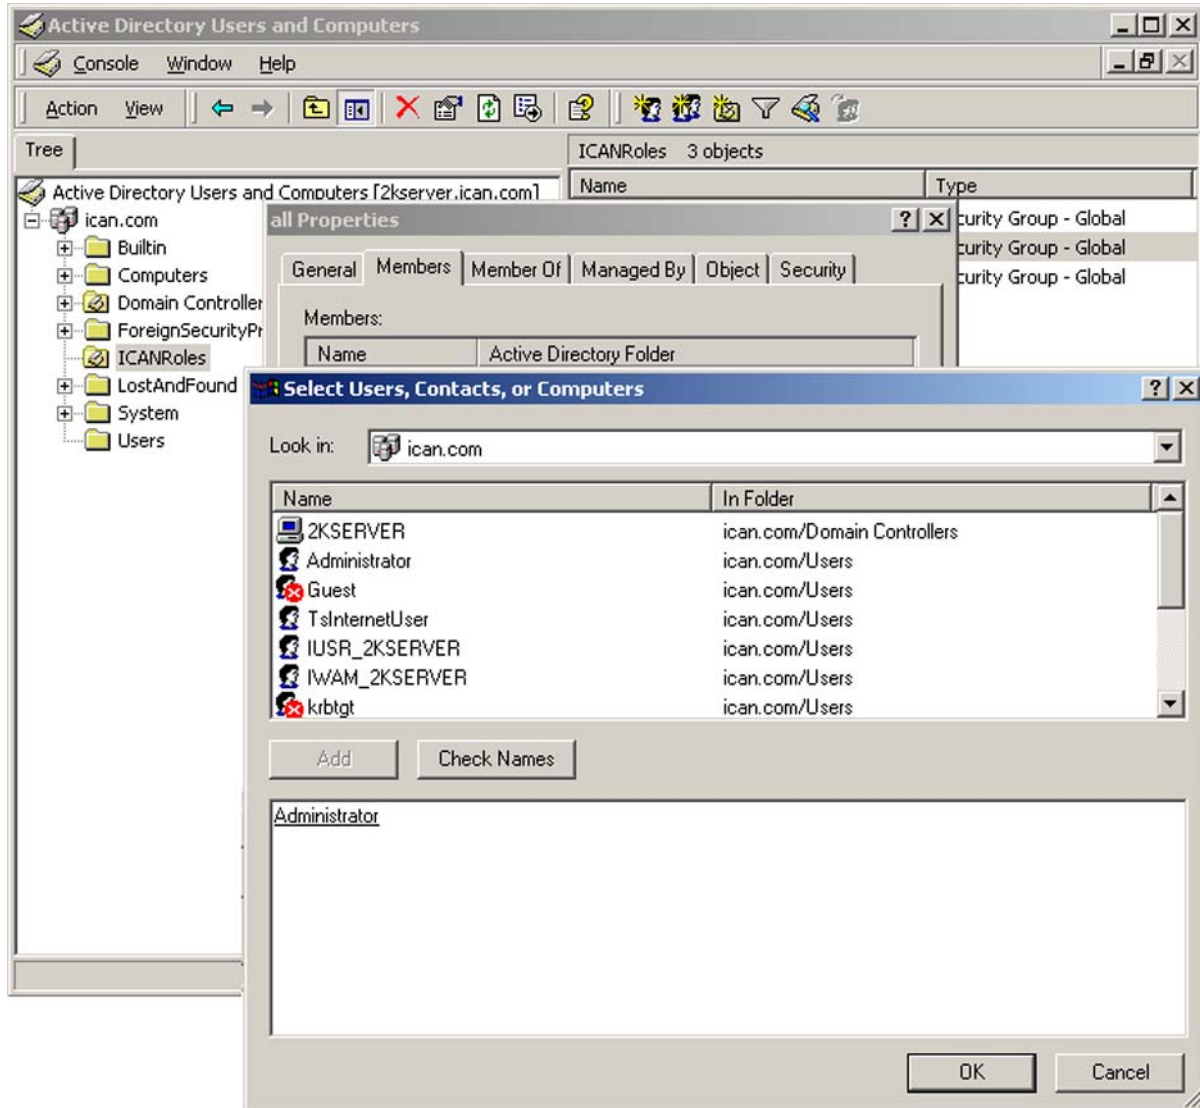 Active Directory Users and Computers
Console Window Help
Action View
Tree
ICANRoles 3 objects
Active Directory Users and Computers [2kserver.ican.com]
Name Type
ican.com
Builtin
Computers
Domain Controller
ForeignSecurityPr
ICANRoles
LostAndFound
System
Users
curity Group - Global
curity Group - Global
curity Group - Global
all Properties
General Members Member Of Managed By Object Security
Members:
Name Active Directory Folder
Select Users, Contacts, or Computers
Look in: ican.com
Name In Folder
2KSERVER ican.com/Domain Controllers
Administrator ican.com/Users
Guest ican.com/Users
TsInternetUser ican.com/Users
IUSR_2KSERVER ican.com/Users
IWAM_2KSERVER ican.com/Users
krbtgt ican.com/Users
Add Check Names
Administrator
OK Cancel